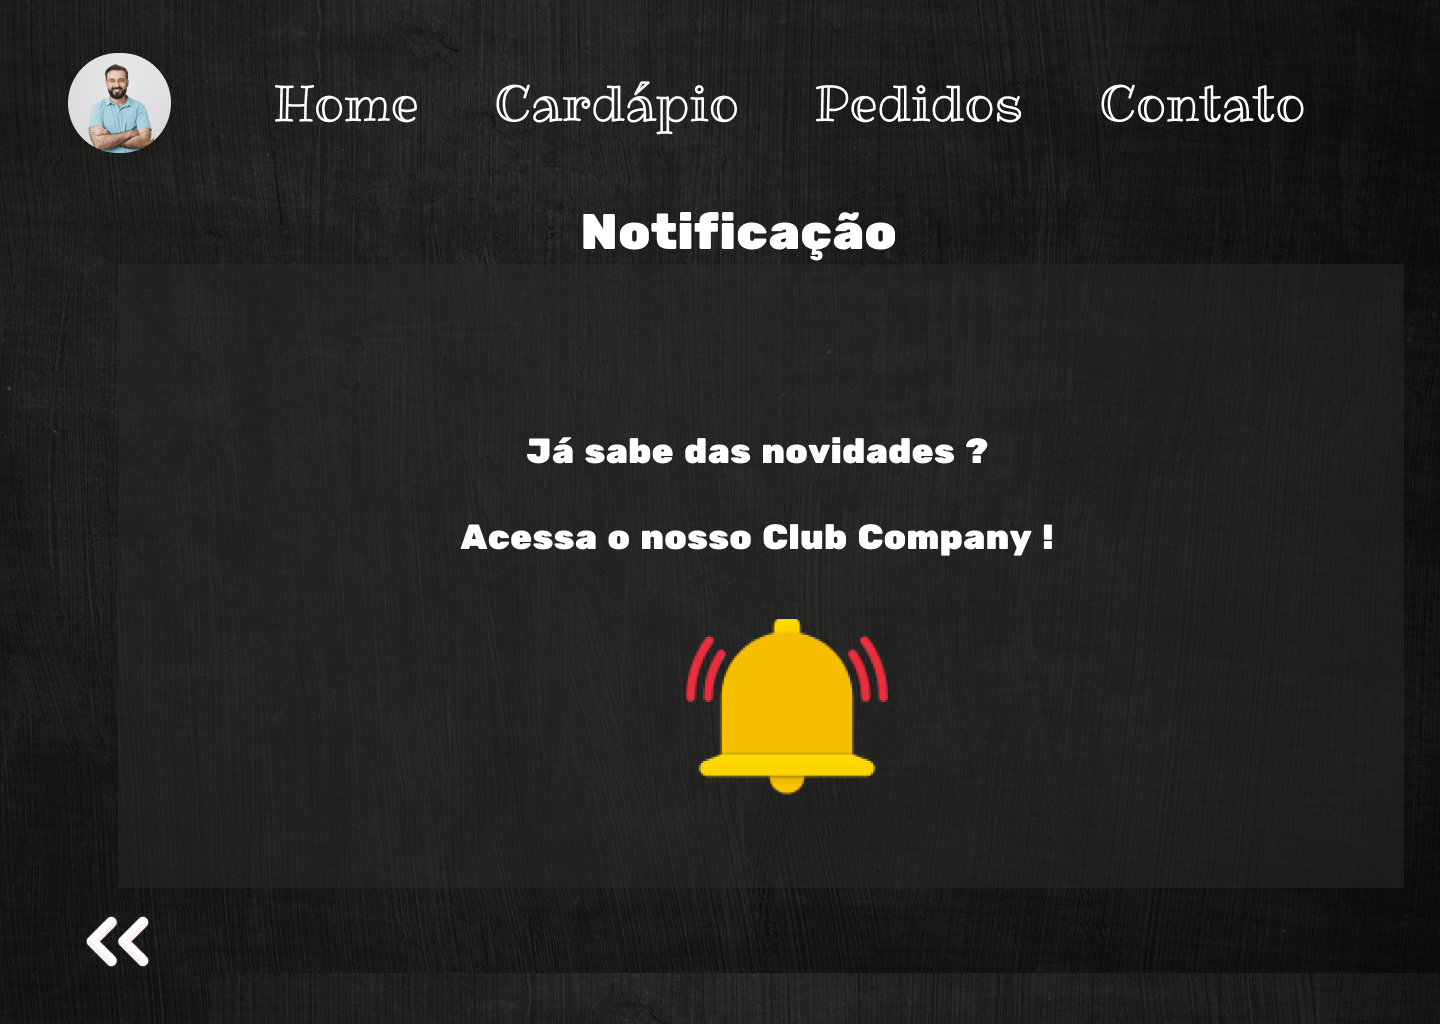 Home Cardápio Pedidos Contato
Notificação
Já sabe das novidades ?
Acessa o nosso Club Company !